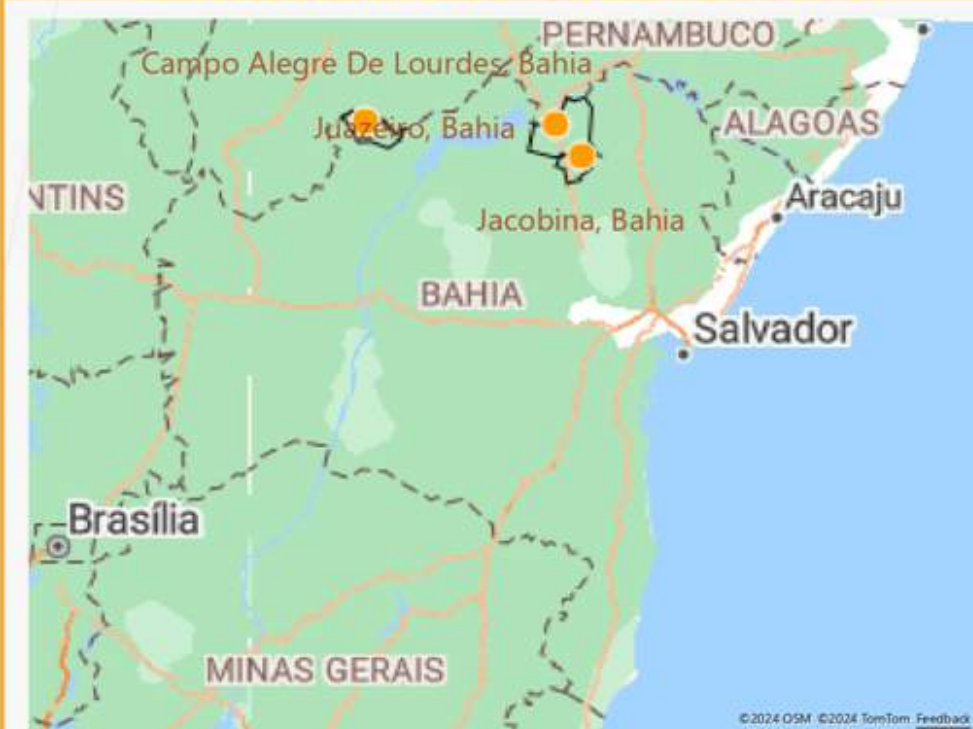 PERNAMBUCO
Campo Alegre De Lourdes, Bahia
Juazeiro, Bahia
ALAGOAS
NTINS
Aracaju
Jacobina, Bahia
BAHIA
Salvador
Brasília
MINAS GERAIS
©2024 OSM ©2024 TomTom Feedback